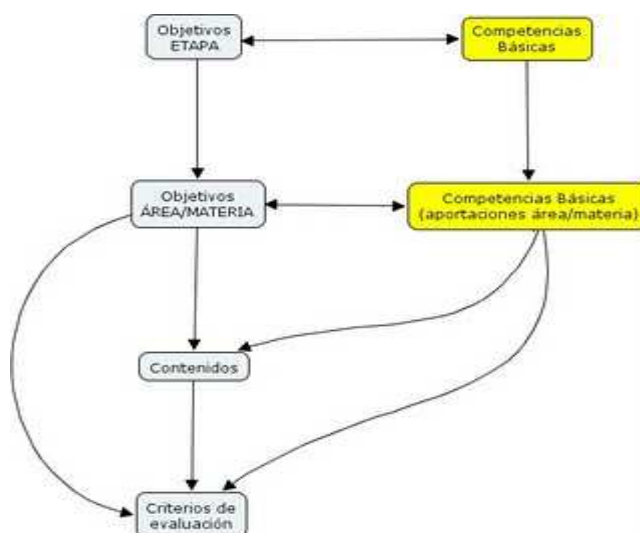 Objetivos
ETAPA
Competencias
Básicas
Objetivos
ÁREA/MATERIA
Competencias Básicas
(aportaciones área/materia)
Contenidos
Criterios de
evaluación